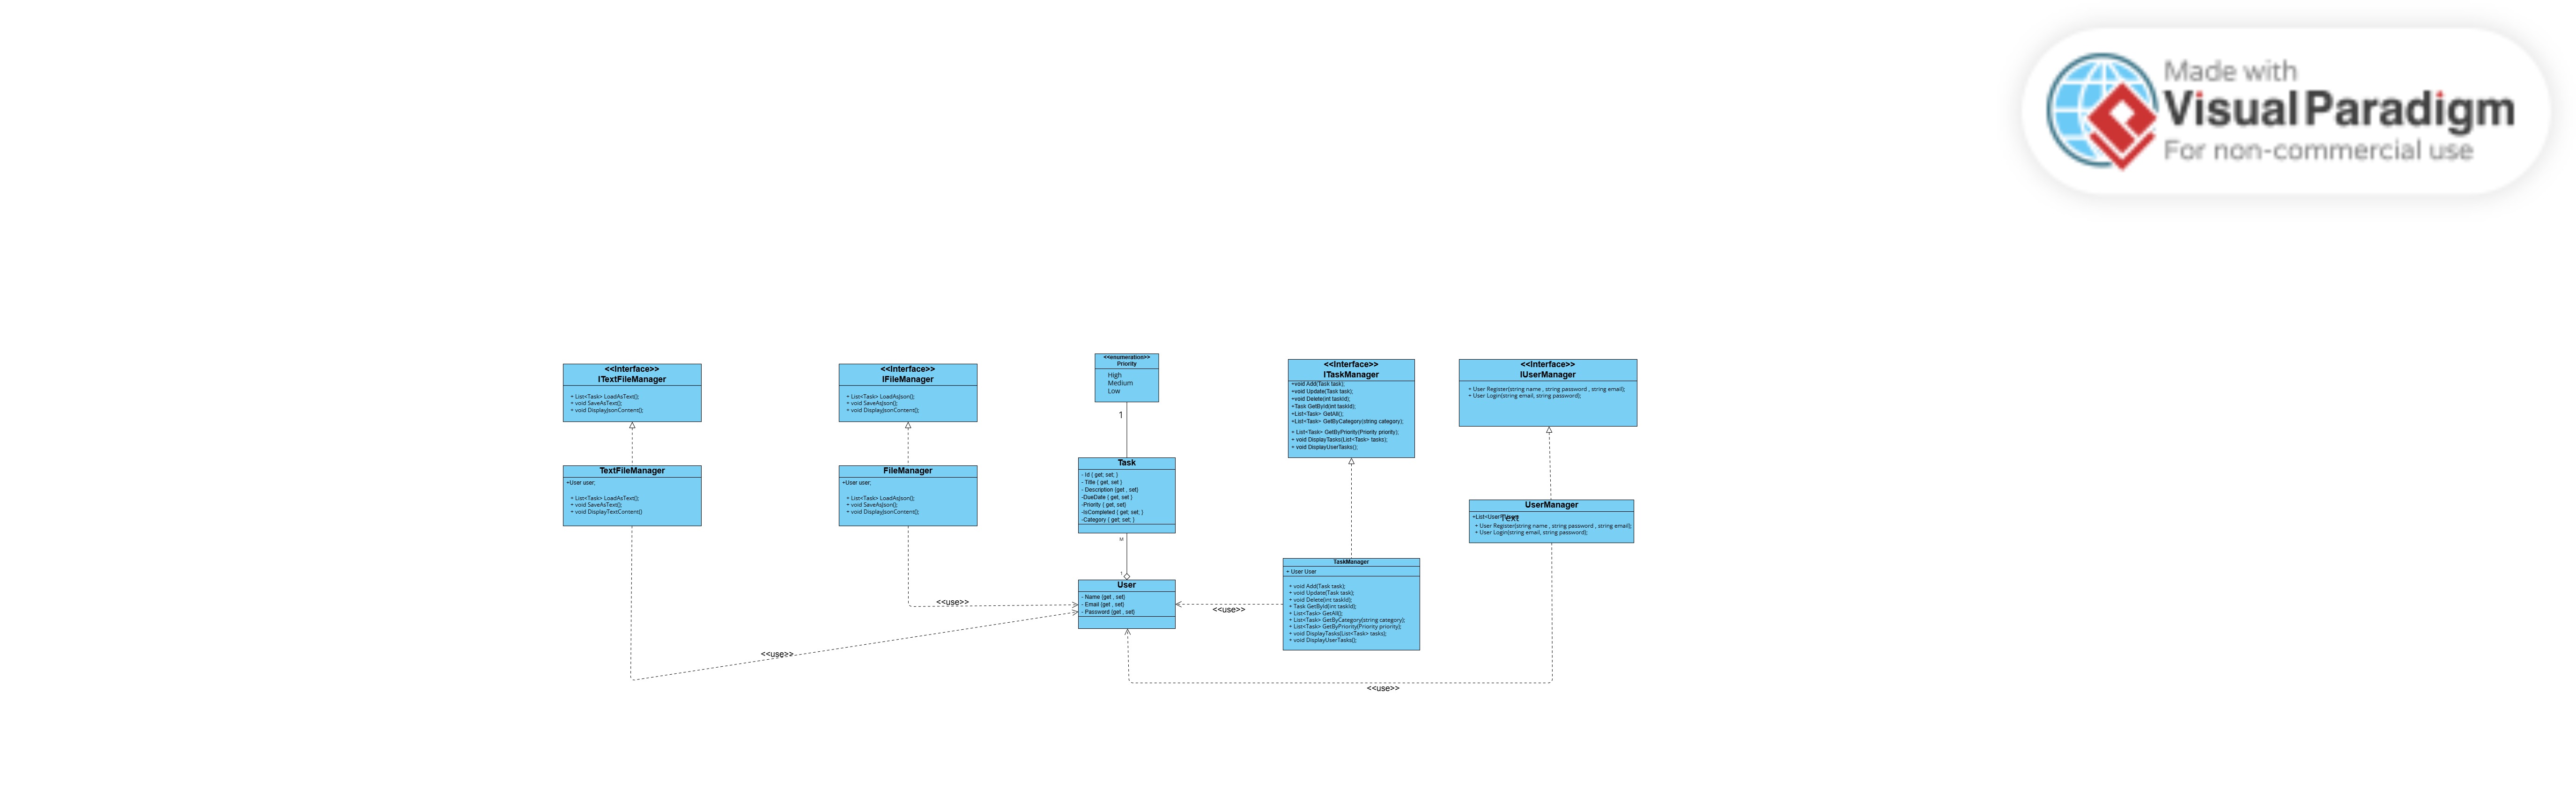 Made with
Visual Paradigm
For non-commercial use
<<Interface>>
ITextFileManager
+ List<Task> LoadAsText();
+ void SaveAsText();
+ void DisplayJsonContent();
<<Interface>>
IFileManager
+ List<Task> LoadAsJson();
+ void SaveAsJson();
+ void DisplayJsonContent();
<<enumeration>>
Priority
High
Medium
Low
1
<<Interface>>
ITaskManager
+void Add(Task task);
+void Update(Task task);
+void Delete(int taskId);
+Task GetById(int taskId);
+List<Task> GetAll();
+List<Task> GetByCategory(string category);
+ List<Task> GetByPriority(Priority priority);
+ void DisplayTasks(List<Task> tasks);
+ void DisplayUserTasks();
<<Interface>>
IUserManager
+ User Register(string name , string password , string email);
+ User Login(string email, string password);
TextFileManager
+User user;
+ List<Task> LoadAsText();
+ void SaveAsText();
+ void DisplayTextContent()
FileManager
+User user;
+ List<Task> LoadAsJson();
+ void SaveAsJson();
+ void DisplayJsonContent();
Task
- Id { get; set; }
- Title { get, set }
- Description {get , set}
-DueDate { get, set }
-Priority { get, set}
-IsCompleted { get; set; }
-Category { get; set; }
M
1
User
- Name {get , set}
- Email {get , set}
- Password {get , set}
TaskManager
+ User User
+ void Add(Task task);
+ void Update(Task task);
+ void Delete(int taskId);
+ Task GetById(int taskId);
+ List<Task> GetAll();
+ List<Task> GetByCategory(string category);
+ List<Task> GetByPriority(Priority priority);
+ void DisplayTasks(List<Task> tasks);
+ void DisplayUserTasks();
UserManager
+List<User>
Text
+ User Register(string name , string password , string email);
+ User Login(string email, string password);
<<use>>
<<use>>
<<use>>
<<use>>